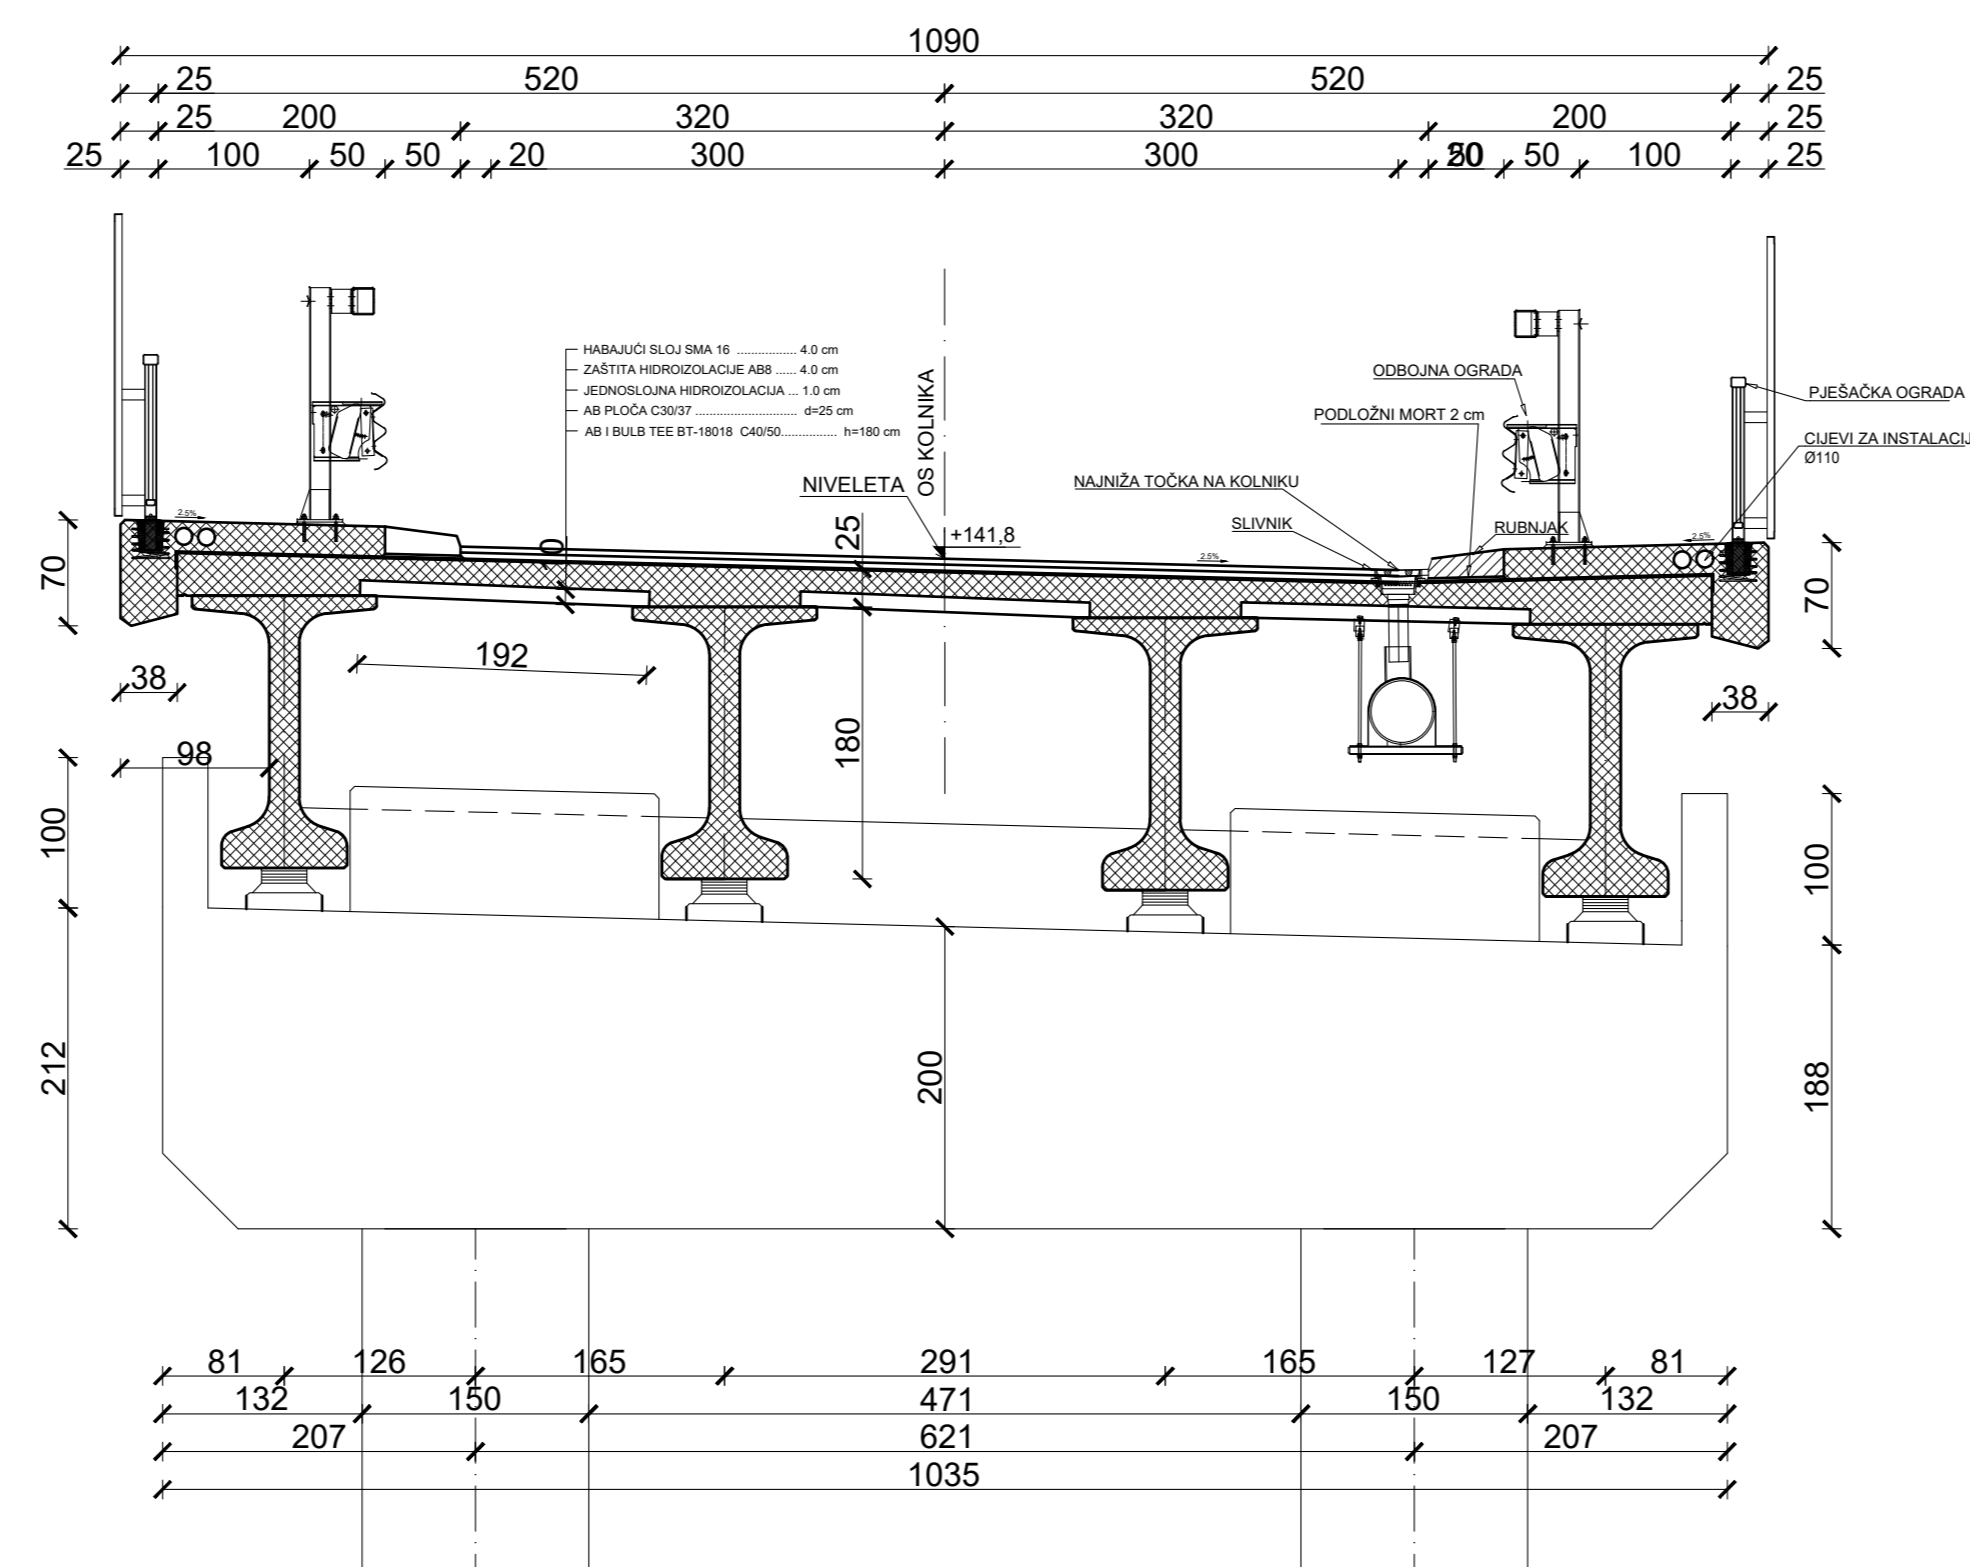 1090
25 520 520 25
25 200 320 320 200 25
25 100 50 50 20 300 300 50 100 25
HABAJUĆI SLOJ SMA 16 ................. 4.0 cm
ZAŠTITA HIDROIZOLACIJE AB8 ...... 4.0 cm
JEDNOSLOJNA HIDROIZOLACIJA ... 1.0 cm
AB PLOČA C30/37 ............................. d=25 cm
AB I BULB TEE BT-18018 C40/50................ h=180 cm
OS KOLNIKA
NIVELETA
+141,8
ODBOJNA OGRADA
PODLOŽNI MORT 2 cm
NAJNIŽA TOČKA NA KOLNIKU
SLIVNIK
RUBNJAK
PJEŠAČKA OGRADA
CIJEVI ZA INSTALACIJ
Ø110
2.5%
2.5%
2.5%
0
25
70
70
192
38
38
98
180
100
100
212
200
188
81 126 165 291 165 127 81
132 150 471 150 132
207 621 207
1035